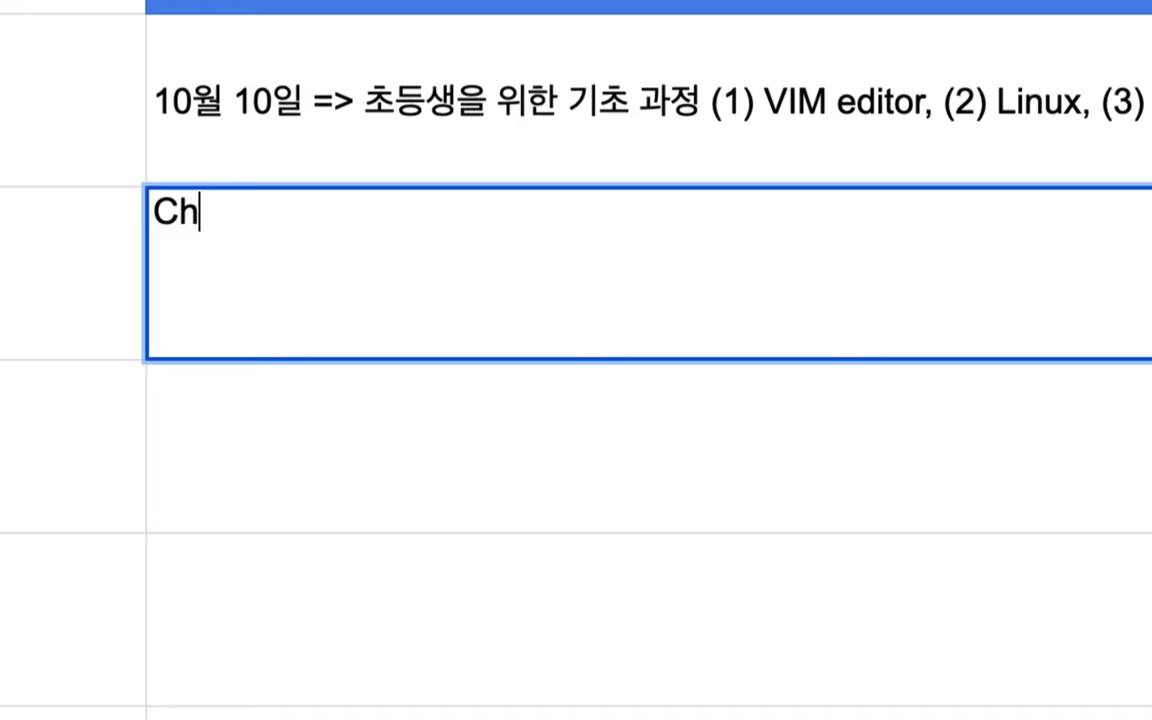 10월 10일 => 초등생을 위한 기초 과정 (1) VIM editor, (2) Linux, (3)
Ch